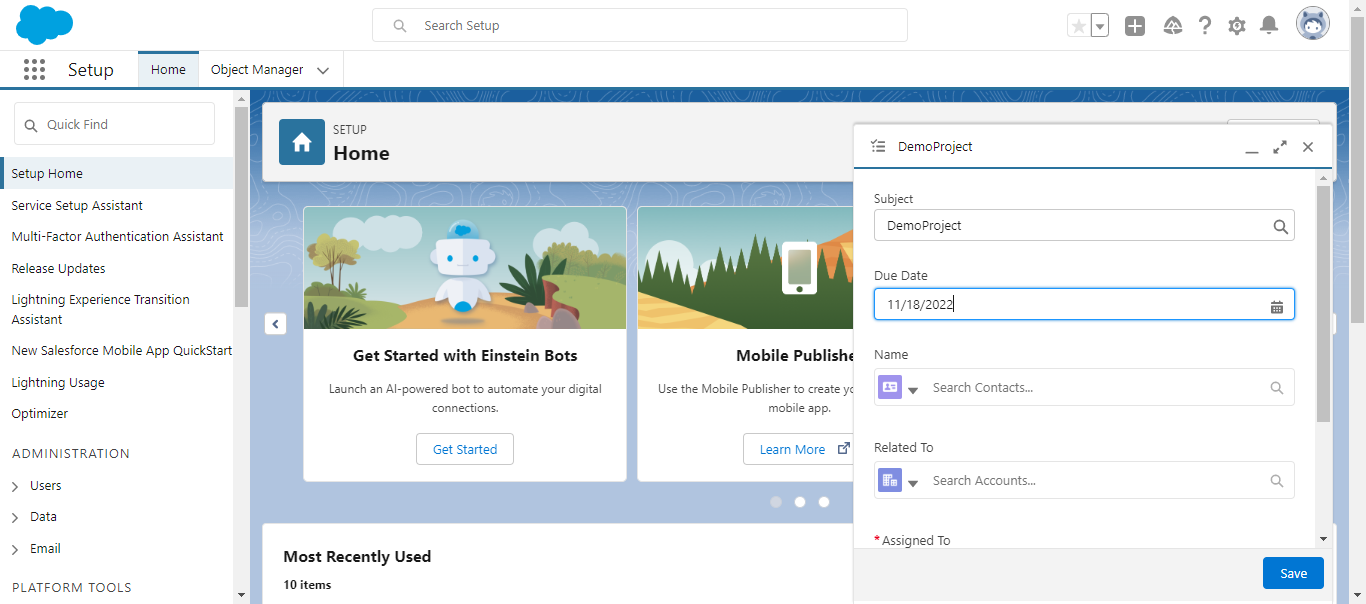 Search Setup
Setup
Home
Object Manager
Quick Find
Setup Home
Service Setup Assistant
Multi-Factor Authentication Assistant
Release Updates
Lightning Experience Transition
Assistant
New Salesforce Mobile App QuickStart
Lightning Usage
Optimizer
ADMINISTRATION
Users
Data
Email
PLATFORM TOOLS
SETUP
Home
Get Started with Einstein Bots
Launch an AI-powered bot to automate your digital
connections.
Get Started
Mobile Publishe
Use the Mobile Publisher to create yo
mobile app.
Learn More
Most Recently Used
10 items
DemoProject
Subject
DemoProject
Due Date
11/18/2022
Name
Search Contacts...
Related To
Search Accounts...
*Assigned To
Save